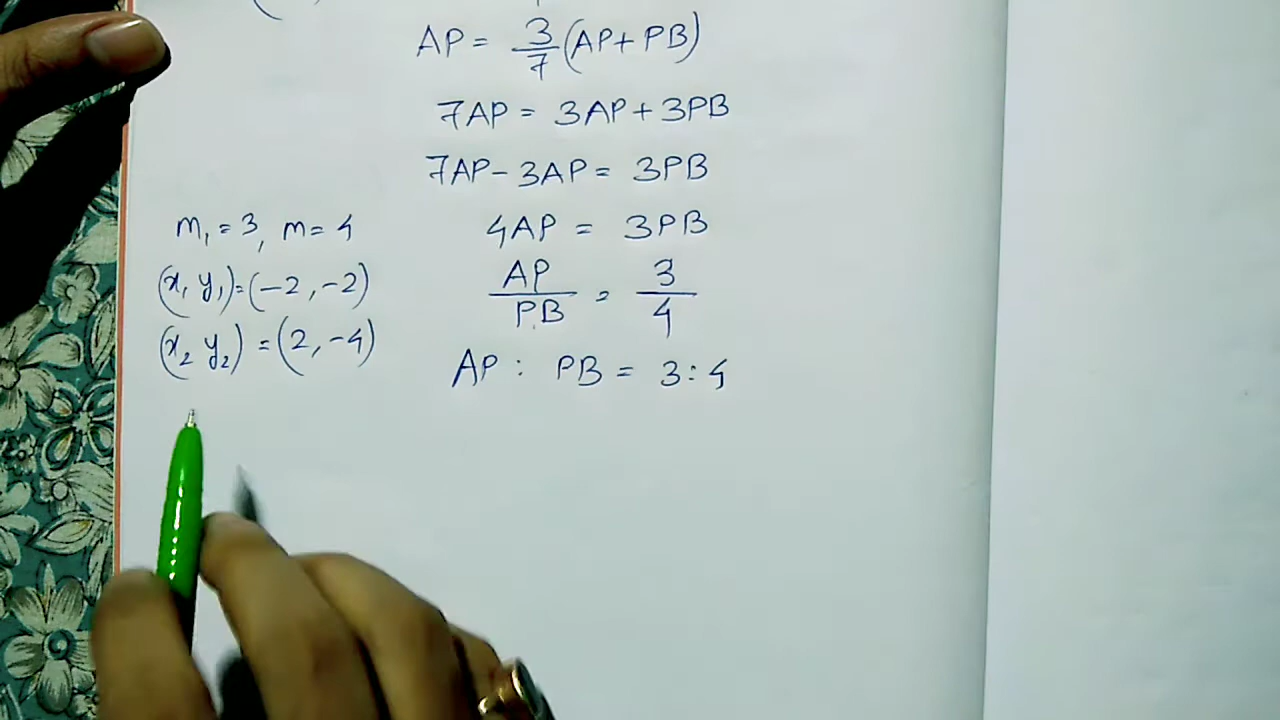 AP = 3/7 (AP + PB)
7AP = 3AP + 3PB
7AP - 3AP = 3PB
4AP = 3PB
AP/PB = 3/4
AP : PB = 3:4
m₁ = 3, m = 4
(x₁ y₁) = (-2, -2)
(x₂ y₂) = (2, -4)